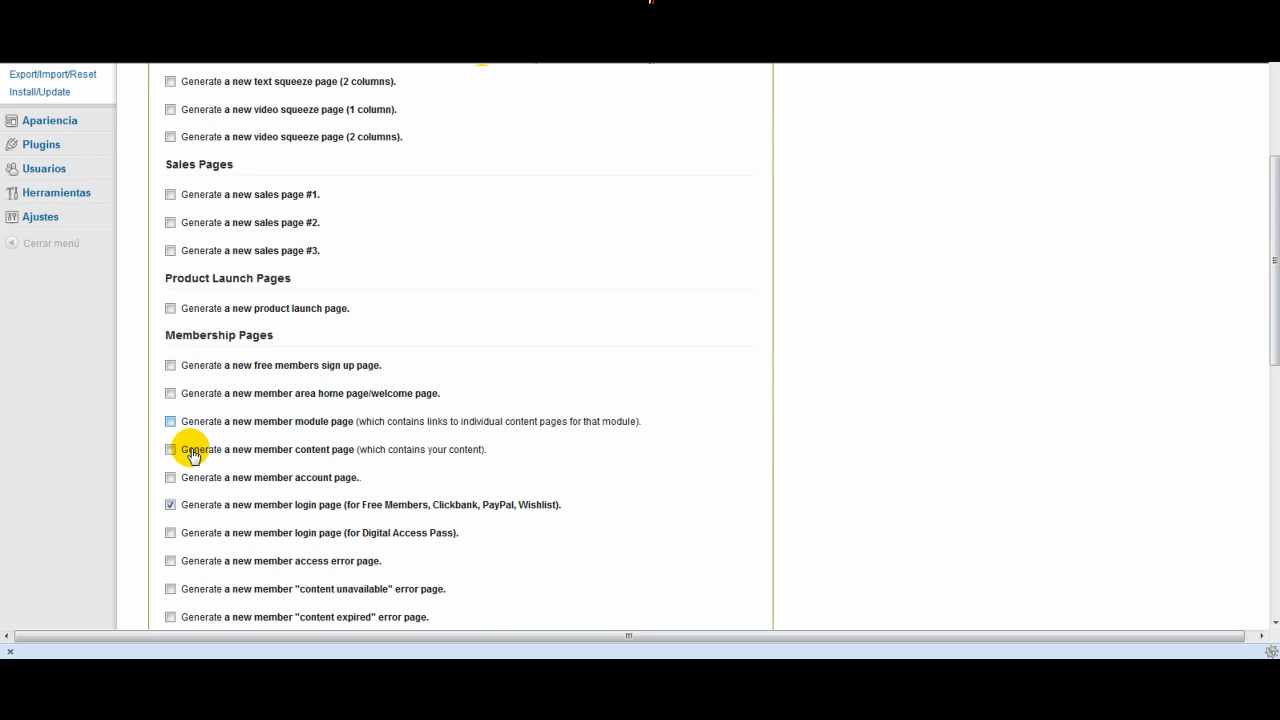 Export/Import/Reset
Install/Update
Apariencia
Plugins
Usuarios
Herramientas
Ajustes
Cerrar menú
Generate a new text squeeze page (2 columns).
Generate a new video squeeze page (1 column).
Generate a new video squeeze page (2 columns).
Sales Pages
Generate a new sales page #1.
Generate a new sales page #2.
Generate a new sales page #3.
Product Launch Pages
Generate a new product launch page.
Membership Pages
Generate a new free members sign up page.
Generate a new member area home page/welcome page.
Generate a new member module page (which contains links to individual content pages for that module).
Generate a new member content page (which contains your content).
Generate a new member account page..
Generate a new member login page (for Free Members, Clickbank, PayPal, Wishlist).
Generate a new member login page (for Digital Access Pass).
Generate a new member access error page.
Generate a new member "content unavailable" error page.
Generate a new member "content expired" error page.